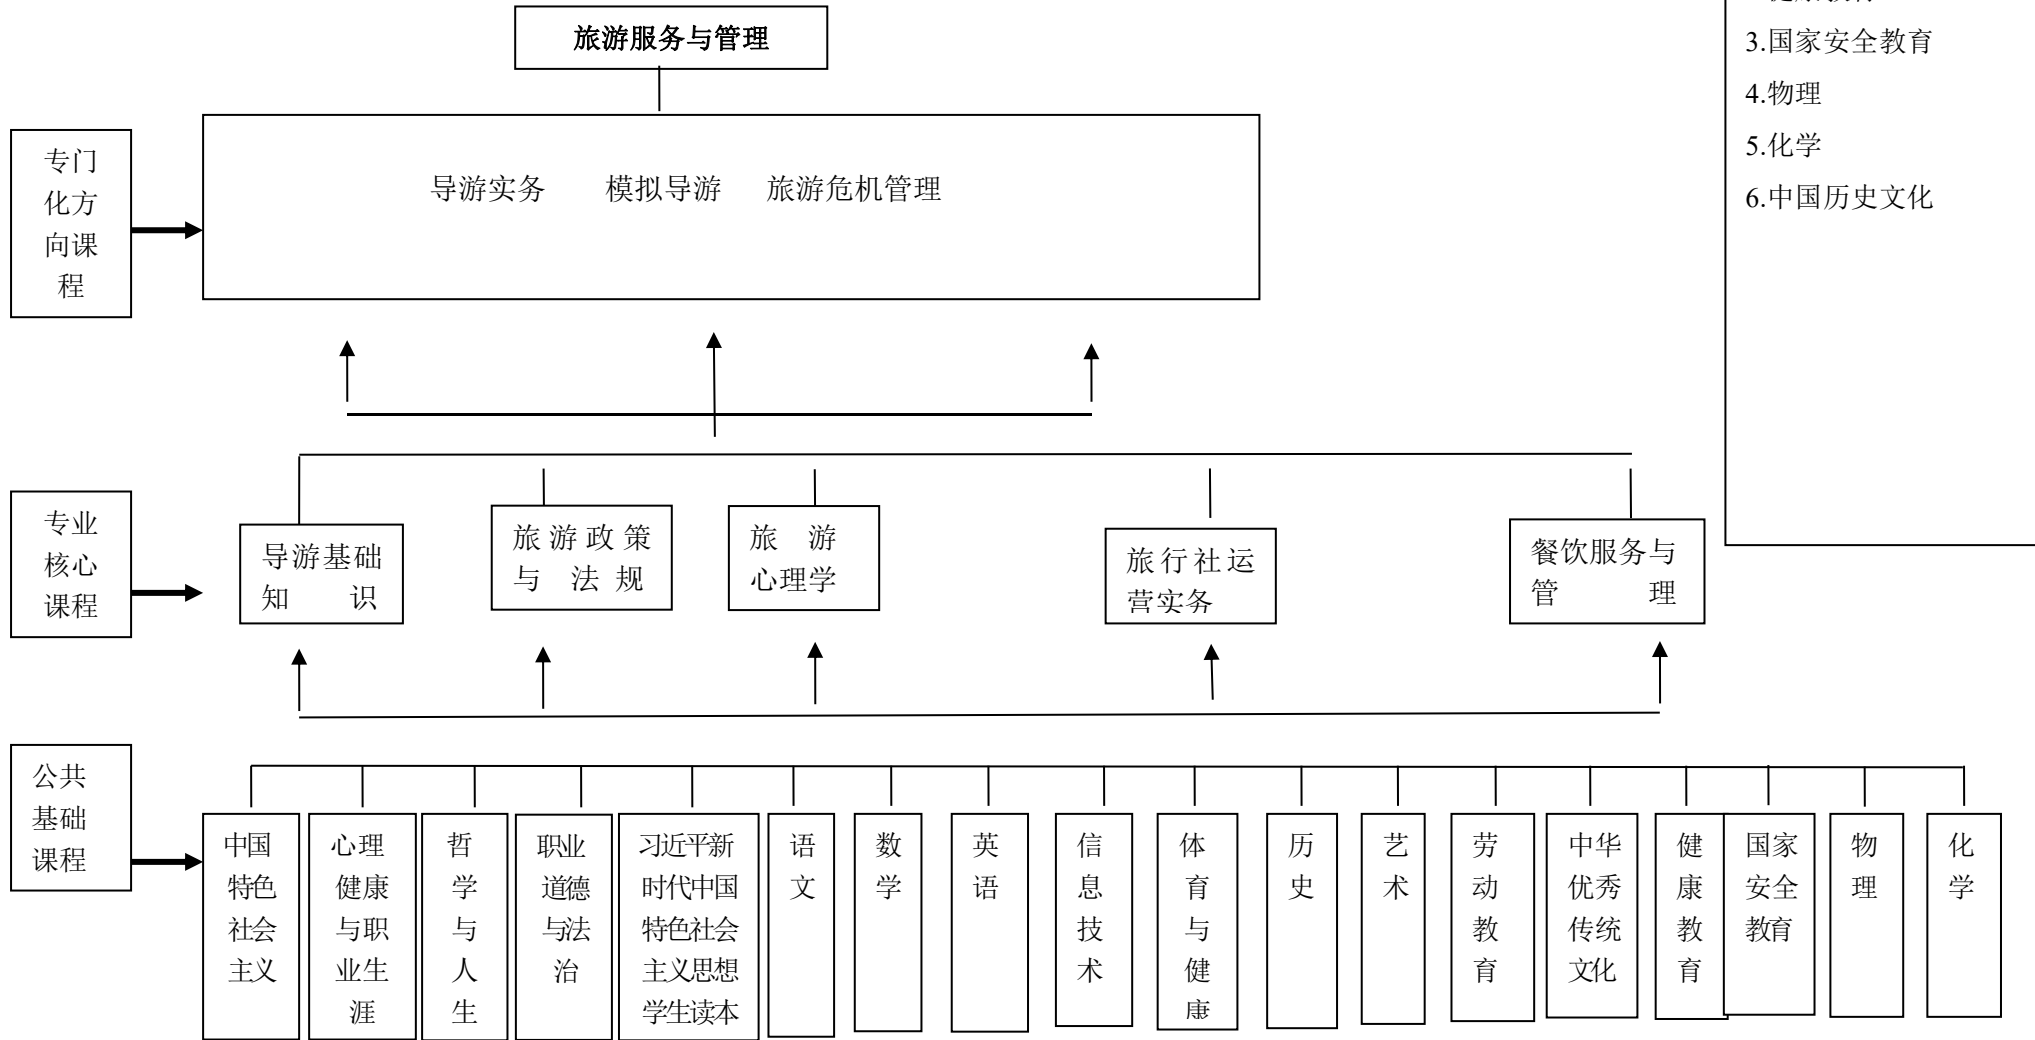 旅游服务与管理
3.国家安全教育
4.物理
5.化学
6.中国历史文化
专门
化方
向课
程
导游实务 模拟导游 旅游危机管理
专业
核心
课程
导游基础
知 识
旅游政策
与 法 规
旅 游
心理学
旅行社运
营实务
餐饮服务与
管 理
公共
基础
课程
中国
特色
社会
主义
心理
健康
与职
业生
涯
哲
学
与
人
生
职业
道德
与法
治
习近平新
时代中国
特色社会
主义思想
学生读本
语
文
数
学
英
语
信
息
技
术
体
育
与
健
康
历
史
艺
术
劳
动
教
育
中华
优秀
传统
文化
健
康
教
育
国家
安全
教育
物
理
化
学